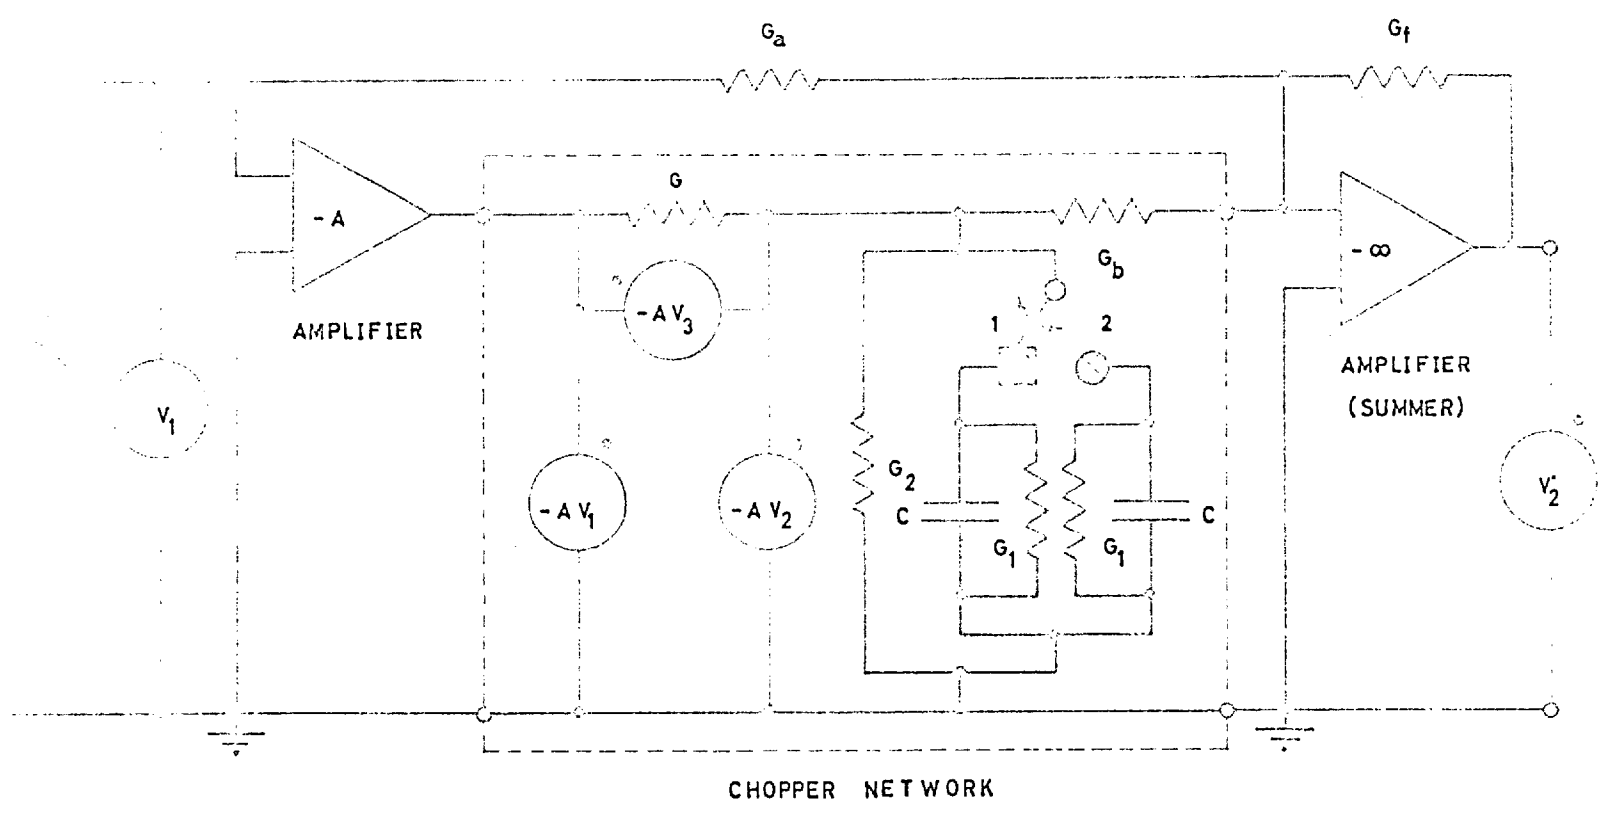 Ga
Gf
G
-A
-∞
Gb
-AV3
1
2
AMPLIFIER
AMPLIFIER
(SUMMER)
V1
G2
-AV1
-AV2
V2
C
C
G1
G1
CHOPPER NETWORK